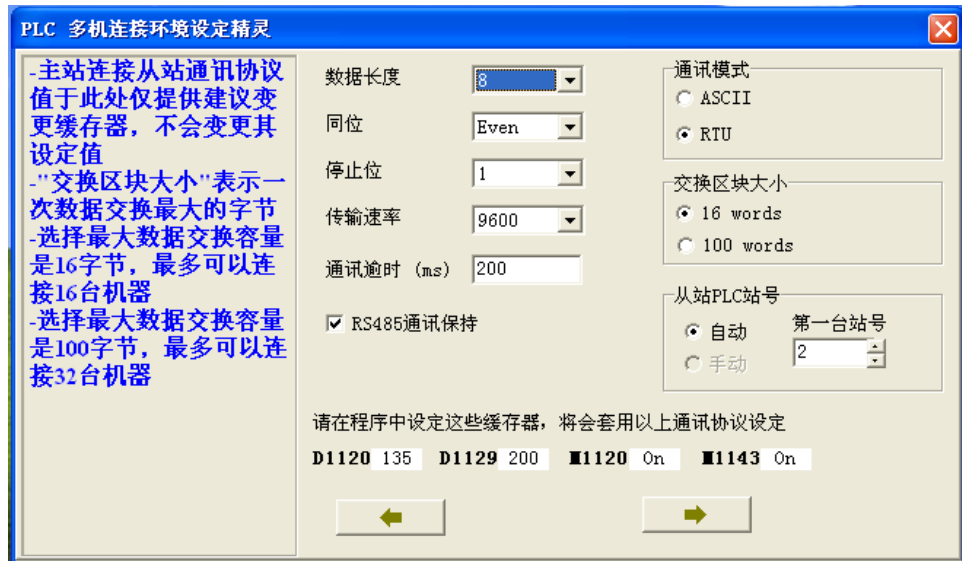 PLC 多机连接环境设定精灵
-主站连接从站通讯协议
值于此处仅提供建议变
更缓存器，不会变更其
设定值
-"交换区块大小"表示一
次数据交换最大的字节
-选择最大数据交换容量
是16字节，最多可以连
接16台机器
-选择最大数据交换容量
是100字节，最多可以连
接32台机器
数据长度 8
同位 Even
停止位 1
传输速率 9600
通讯逾时 (ms) 200
RS485通讯保持
通讯模式
ASCII
RTU
交换区块大小
16 words
100 words
从站PLC站号
自动
手动
第一台站号
2
请在程序中设定这些缓存器，将会套用以上通讯协议设定
D1120 135 D1129 200 M1120 On M1143 On